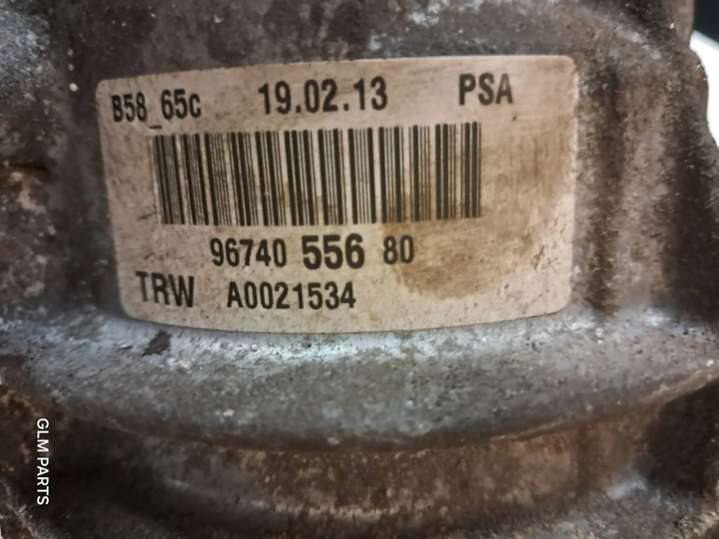 B58_65c 19.02.13 PSA
96740 556 80
TRW A0021534
GLM PARTS